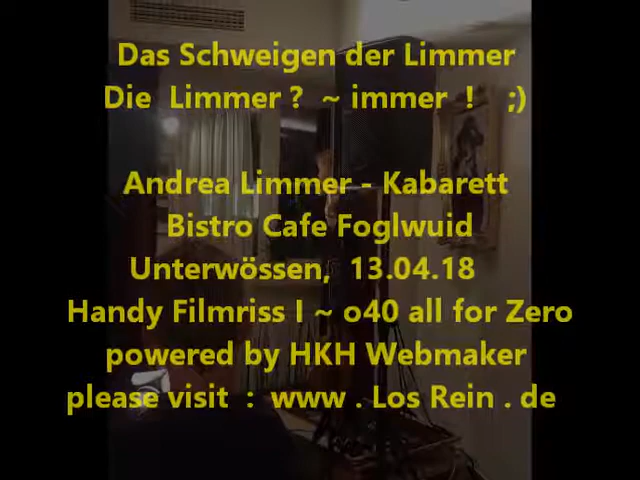 Das Schweigen der Limmer
Die Limmer ? ~ immer ! ;)
Andrea Limmer - Kabarett
Bistro Cafe Foglwuid
Unterwössen, 13.04.18
Handy Filmriss I ~ o40 all for Zero
powered by HKH Webmaker
please visit : www . Los Rein . de